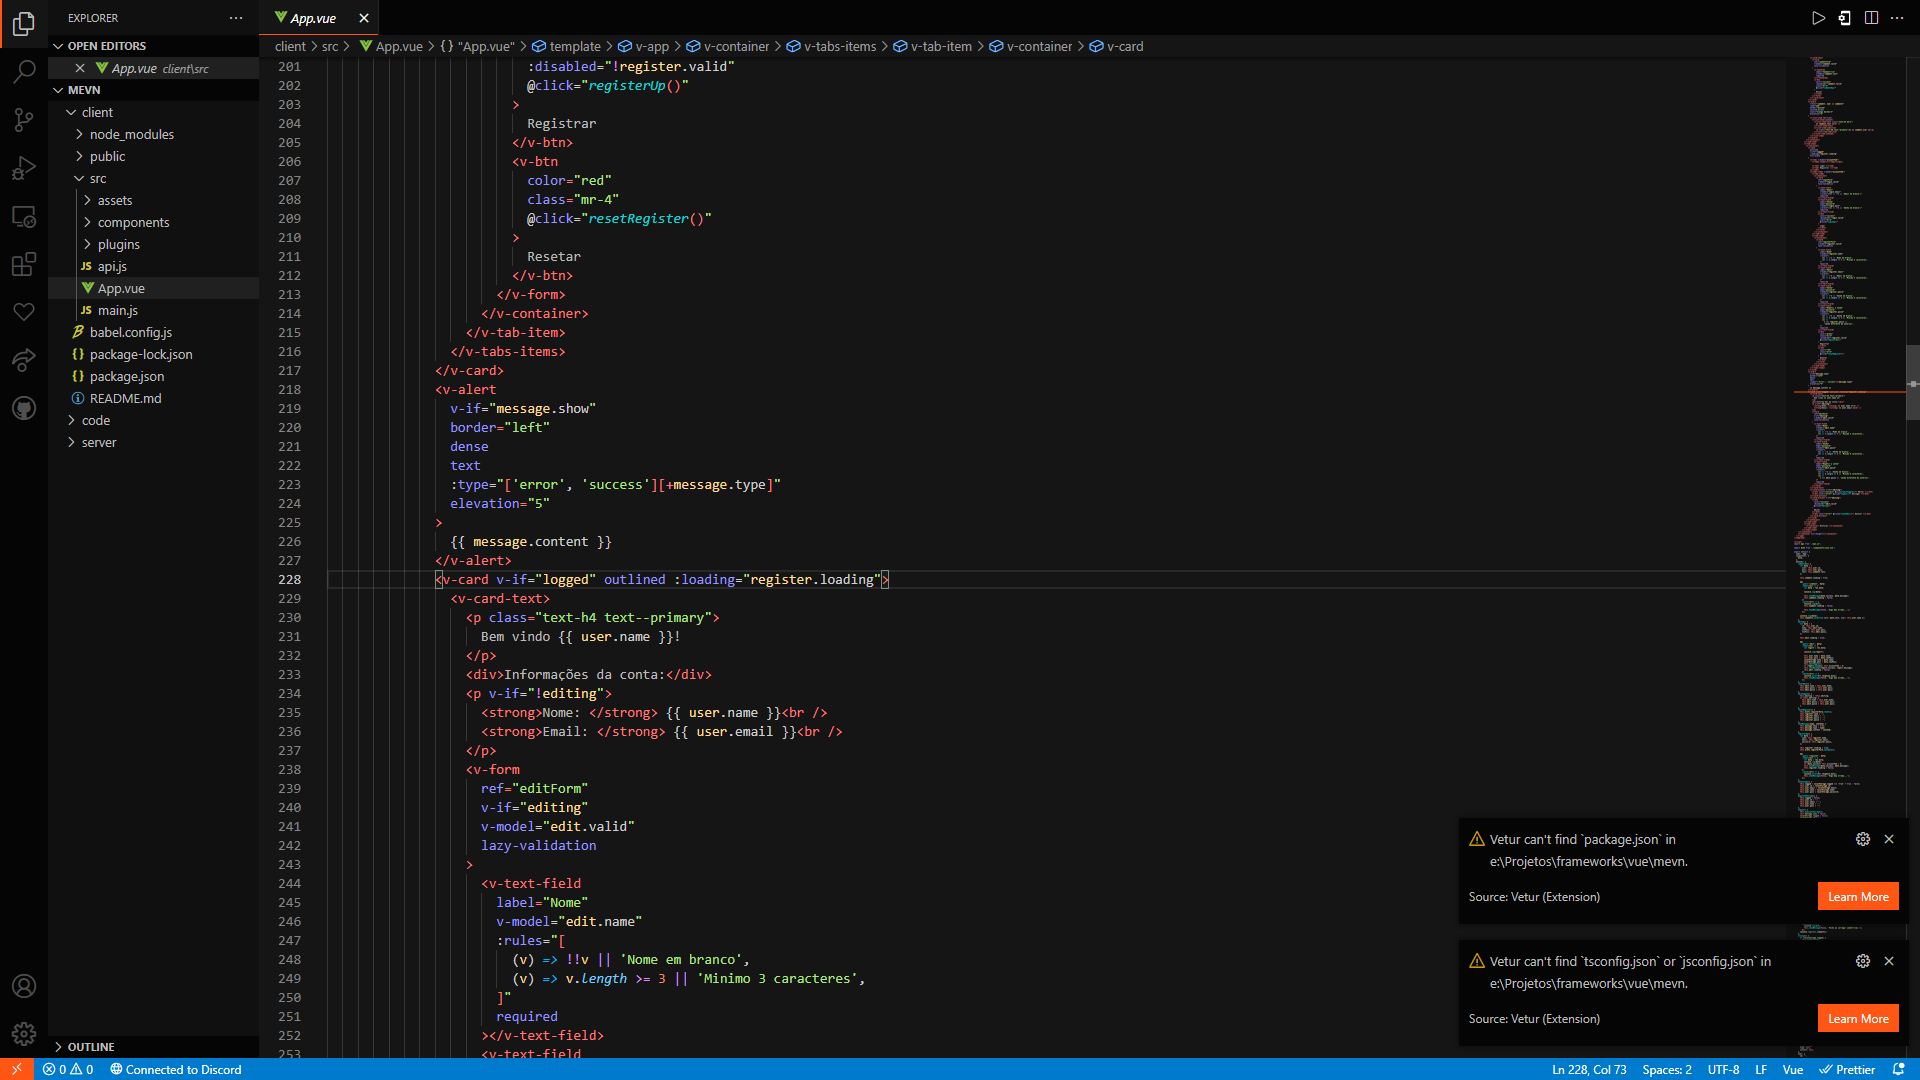 EXPLORER
OPEN EDITORS
App.vue client\src
MEVN
client
node_modules
public
src
assets
components
plugins
JS api.js
App.vue
JS main.js
babel.config.js
{} package-lock.json
{} package.json
README.md
code
server
OUTLINE
App.vue
client > src > App.vue > {} "App.vue" > template > v-app > v-container > v-tabs-items > v-tab-item > v-container > v-card
201 :disabled="!register.valid"
202 @click="registerUp()"
203 >
204 Registrar
205 </v-btn>
206 <v-btn
207 color="red"
208 class="mr-4"
209 @click="resetRegister()"
210 >
211 Resetar
212 </v-btn>
213 </v-form>
214 </v-container>
215 </v-tab-item>
216 </v-tabs-items>
217 </v-card>
218 <v-alert
219 v-if="message.show"
220 border="left"
221 dense
222 text
223 :type="['error', 'success'][+message.type]"
224 elevation="5"
225 >
226 {{ message.content }}
227 </v-alert>
228 <v-card v-if="logged" outlined :loading="register.loading">
229 <v-card-text>
230 <p class="text-h4 text--primary">
231 Bem vindo {{ user.name }}!
232 </p>
233 <div>Informações da conta:</div>
234 <p v-if="!editing">
235 <strong>Nome: </strong> {{ user.name }}<br />
236 <strong>Email: </strong> {{ user.email }}<br />
237 </p>
238 <v-form
239 ref="editForm"
240 v-if="editing"
241 v-model="edit.valid"
242 lazy-validation
243 >
244 <v-text-field
245 label="Nome"
246 v-model="edit.name"
247 :rules="[
248 (v) => !!v || 'Nome em branco',
249 (v) => v.length >= 3 || 'Minimo 3 caracteres',
250 ]"
251 required
252 ></v-text-field>
253 <v-text-field
Vetur can't find `package.json` in
e:\Projetos\frameworks\vue\mevn.
Source: Vetur (Extension)
Learn More
Vetur can't find `tsconfig.json` or `jsconfig.json` in
e:\Projetos\frameworks\vue\mevn.
Source: Vetur (Extension)
Learn More
0 0 Connected to Discord
Ln 228, Col 73 Spaces: 2 UTF-8 LF Vue Prettier